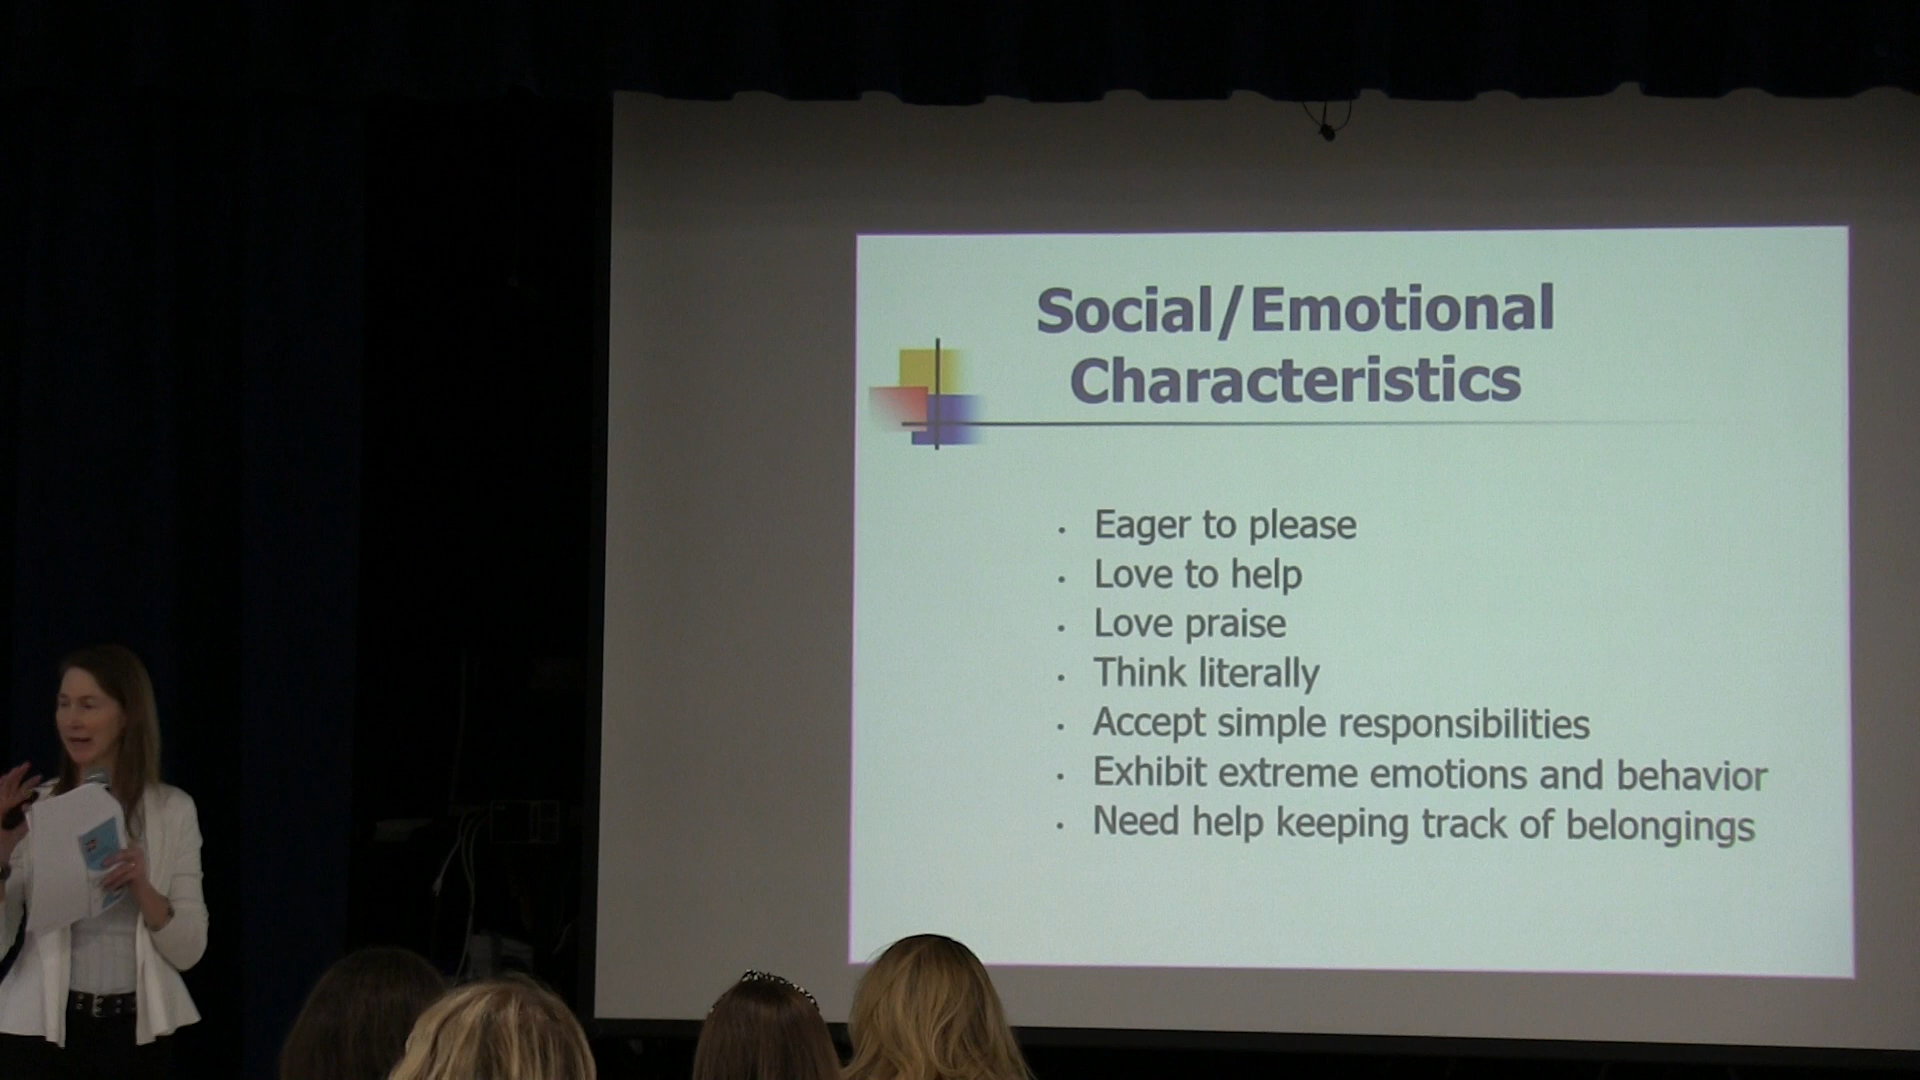 Social/Emotional
Characteristics
• Eager to please
• Love to help
• Love praise
• Think literally
• Accept simple responsibilities
• Exhibit extreme emotions and behavior
• Need help keeping track of belongings